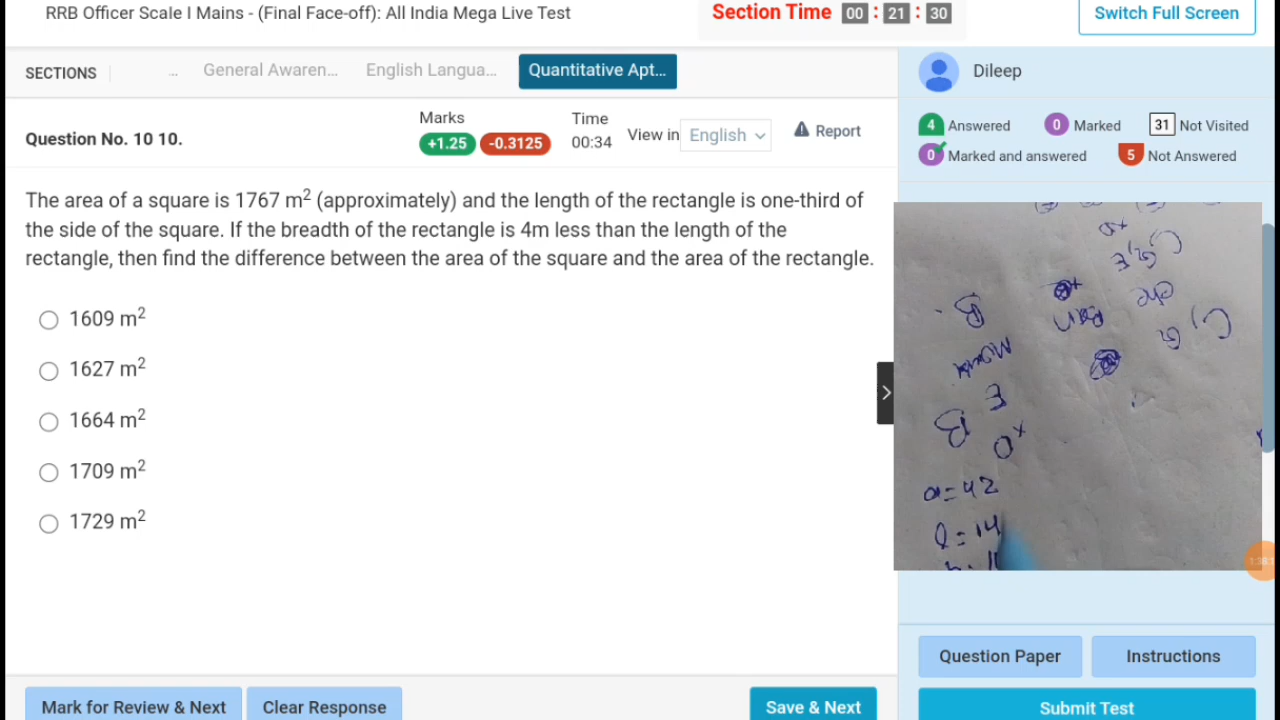 RRB Officer Scale I Mains - (Final Face-off): All India Mega Live Test
Section Time 00 : 21 : 30
Switch Full Screen
SECTIONS ... General Awaren... English Langua... Quantitative Apt...
Dileep
Question No. 10 10.
Marks
+1.25 -0.3125
Time
00:34
View in English
Report
4 Answered 0 Marked 31 Not Visited
0 Marked and answered 5 Not Answered
The area of a square is 1767 m² (approximately) and the length of the rectangle is one-third of
the side of the square. If the breadth of the rectangle is 4m less than the length of the
rectangle, then find the difference between the area of the square and the area of the rectangle.
1609 m²
1627 m²
1664 m²
1709 m²
1729 m²
a=42
l=14
Question Paper Instructions
Mark for Review & Next Clear Response Save & Next Submit Test